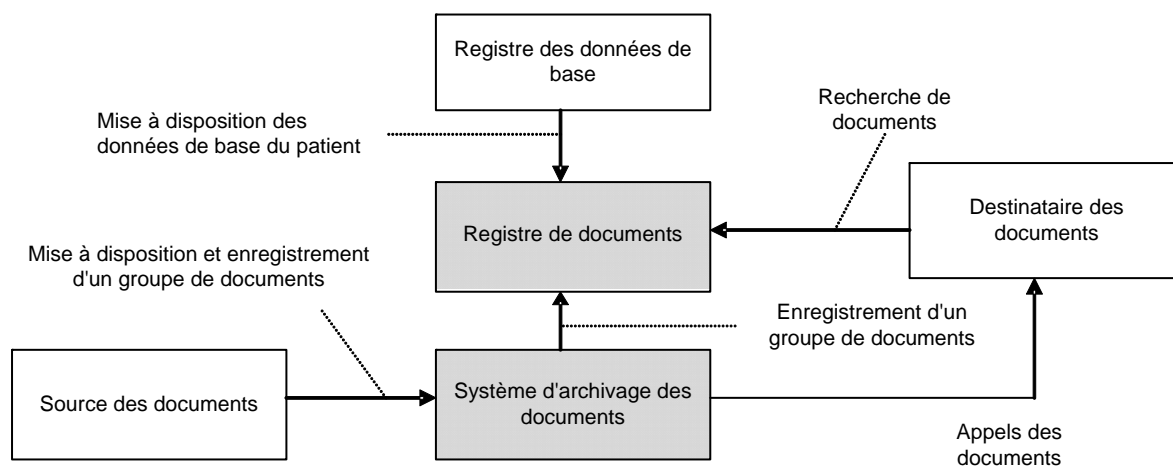 Registre des données de
base
Mise à disposition des
données de base du patient
Recherche de
documents
Registre de documents
Destinataire des
documents
Mise à disposition et enregistrement
d'un groupe de documents
Enregistrement d'un
groupe de documents
Source des documents
Système d'archivage des
documents
Appels des
documents